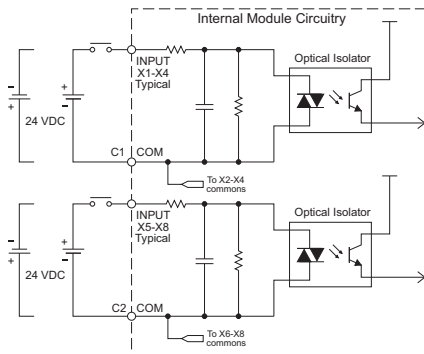 Internal Module Circuitry
Optical Isolator
INPUT
X1-X4
Typical
- + + -
24 VDC
C1 COM
To X2-X4
commons
Optical Isolator
INPUT
X5-X8
Typical
- + + -
24 VDC
C2 COM
To X6-X8
commons